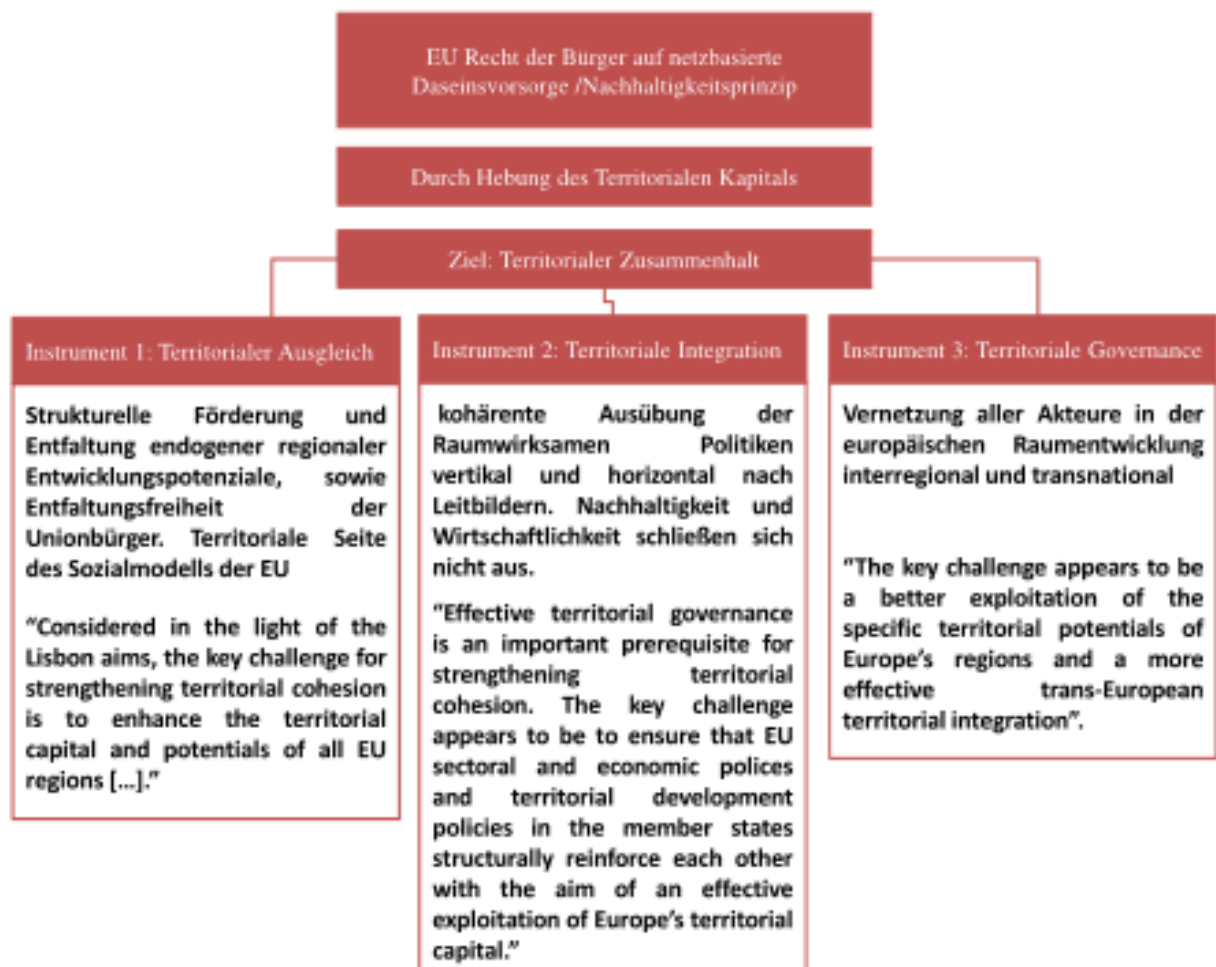 EU Recht der Bürger auf netzbasierte
Daseinsvorsorge /Nachhaltigkeitsprinzip
Durch Hebung des Territorialen Kapitals
Ziel: Territorialer Zusammenhalt
Instrument 1: Territorialer Ausgleich
Strukturelle Förderung und
Entfaltung endogener regionaler
Entwicklungspotenziale, sowie
Entfaltungsfreiheit der
Unionbürger. Territoriale Seite
des Sozialmodells der EU
“Considered in the light of the
Lisbon aims, the key challenge for
strengthening territorial cohesion
is to enhance the territorial
capital and potentials of all EU
regions [...].”
Instrument 2: Territoriale Integration
kohärente Ausübung der
Raumwirksamen Politiken
vertikal und horizontal nach
Leitbildern. Nachhaltigkeit und
Wirtschaftlichkeit schließen sich
nicht aus.
“Effective territorial governance
is an important prerequisite for
strengthening territorial
cohesion. The key challenge
appears to be to ensure that EU
sectoral and economic polices
and territorial development
policies in the member states
structurally reinforce each other
with the aim of an effective
exploitation of Europe’s territorial
capital.”
Instrument 3: Territoriale Governance
Vernetzung aller Akteure in der
europäischen Raumentwicklung
interregional und transnational
“The key challenge appears to be
a better exploitation of the
specific territorial potentials of
Europe’s regions and a more
effective trans-European
territorial integration”.